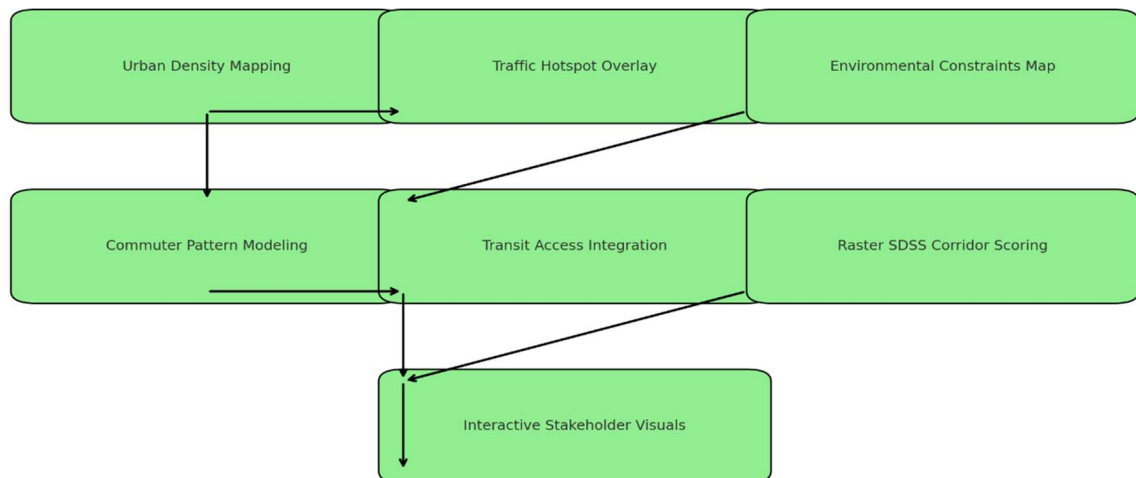 Urban Density Mapping
Traffic Hotspot Overlay
Environmental Constraints Map
Commuter Pattern Modeling
Transit Access Integration
Raster SDSS Corridor Scoring
Interactive Stakeholder Visuals